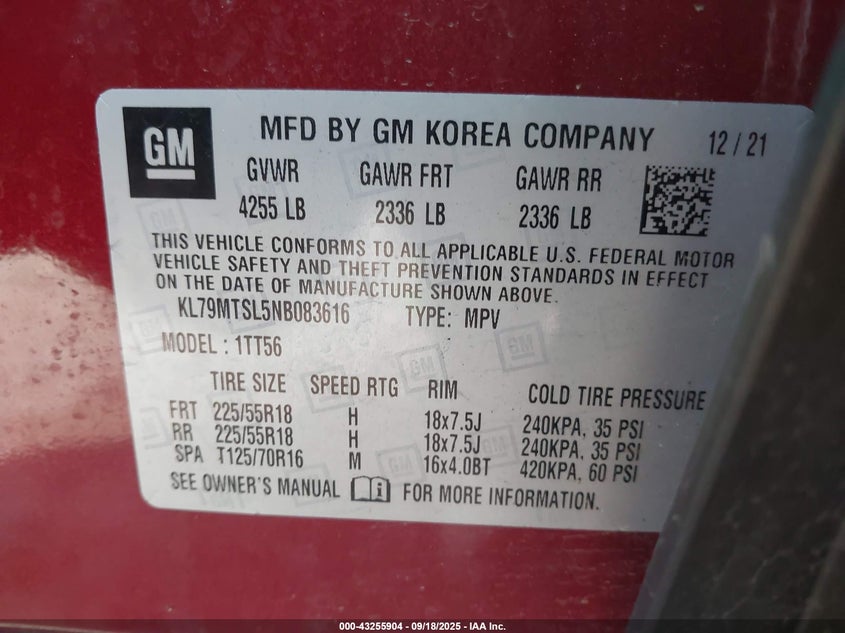 GM
MFD BY GM KOREA COMPANY 12/21
GVWR GAWR FRT GAWR RR
4255 LB 2336 LB 2336 LB
THIS VEHICLE CONFORMS TO ALL APPLICABLE U.S. FEDERAL MOTOR
VEHICLE SAFETY AND THEFT PREVENTION STANDARDS IN EFFECT
ON THE DATE OF MANUFACTURE SHOWN ABOVE.
KL79MTSL5NB083616 TYPE: MPV
MODEL : 1TT56
TIRE SIZE SPEED RTG RIM COLD TIRE PRESSURE
FRT 225/55R18 H 18x7.5J 240KPA, 35 PSI
RR 225/55R18 H 18x7.5J 240KPA, 35 PSI
SPA T125/70R16 M 16x4.0BT 420KPA, 60 PSI
SEE OWNER'S MANUAL FOR MORE INFORMATION.
000-43255904 - 09/18/2025 - IAA Inc.